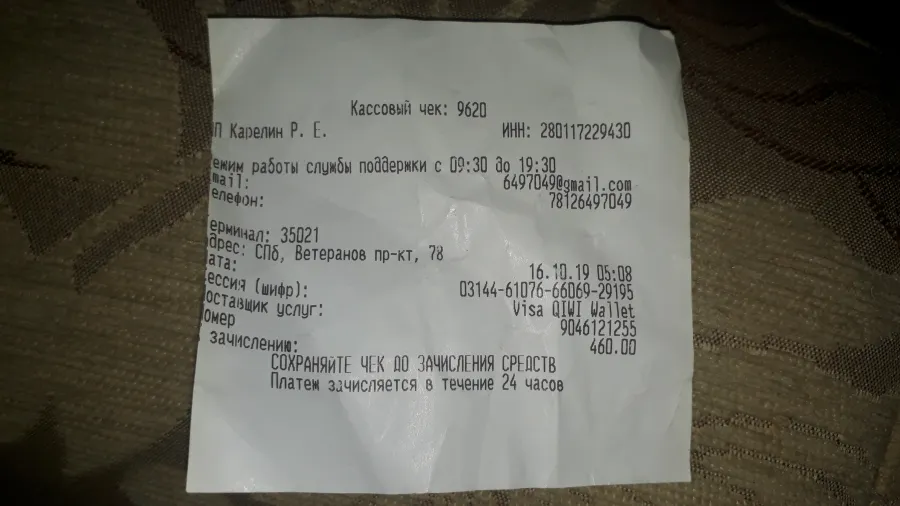 Кассовый чек: 9620
П Карелин Р. Е. ИНН: 280117229430
ежим работы службы поддержки с 09:30 до 19:30
mail: 6497049@gmail.com
елефон: 78126497049
ерминал: 35021
дрес: СПб, Ветеранов пр-кт, 78
ата: 16.10.19 05:08
ессия (шифр): 03144-61076-66069-29195
оставщик услуг: Visa QIWI Wallet
омер 9046121255
зачислению: 460.00
СОХРАНЯЙТЕ ЧЕК ДО ЗАЧИСЛЕНИЯ СРЕДСТВ
Платеж зачисляется в течение 24 часов